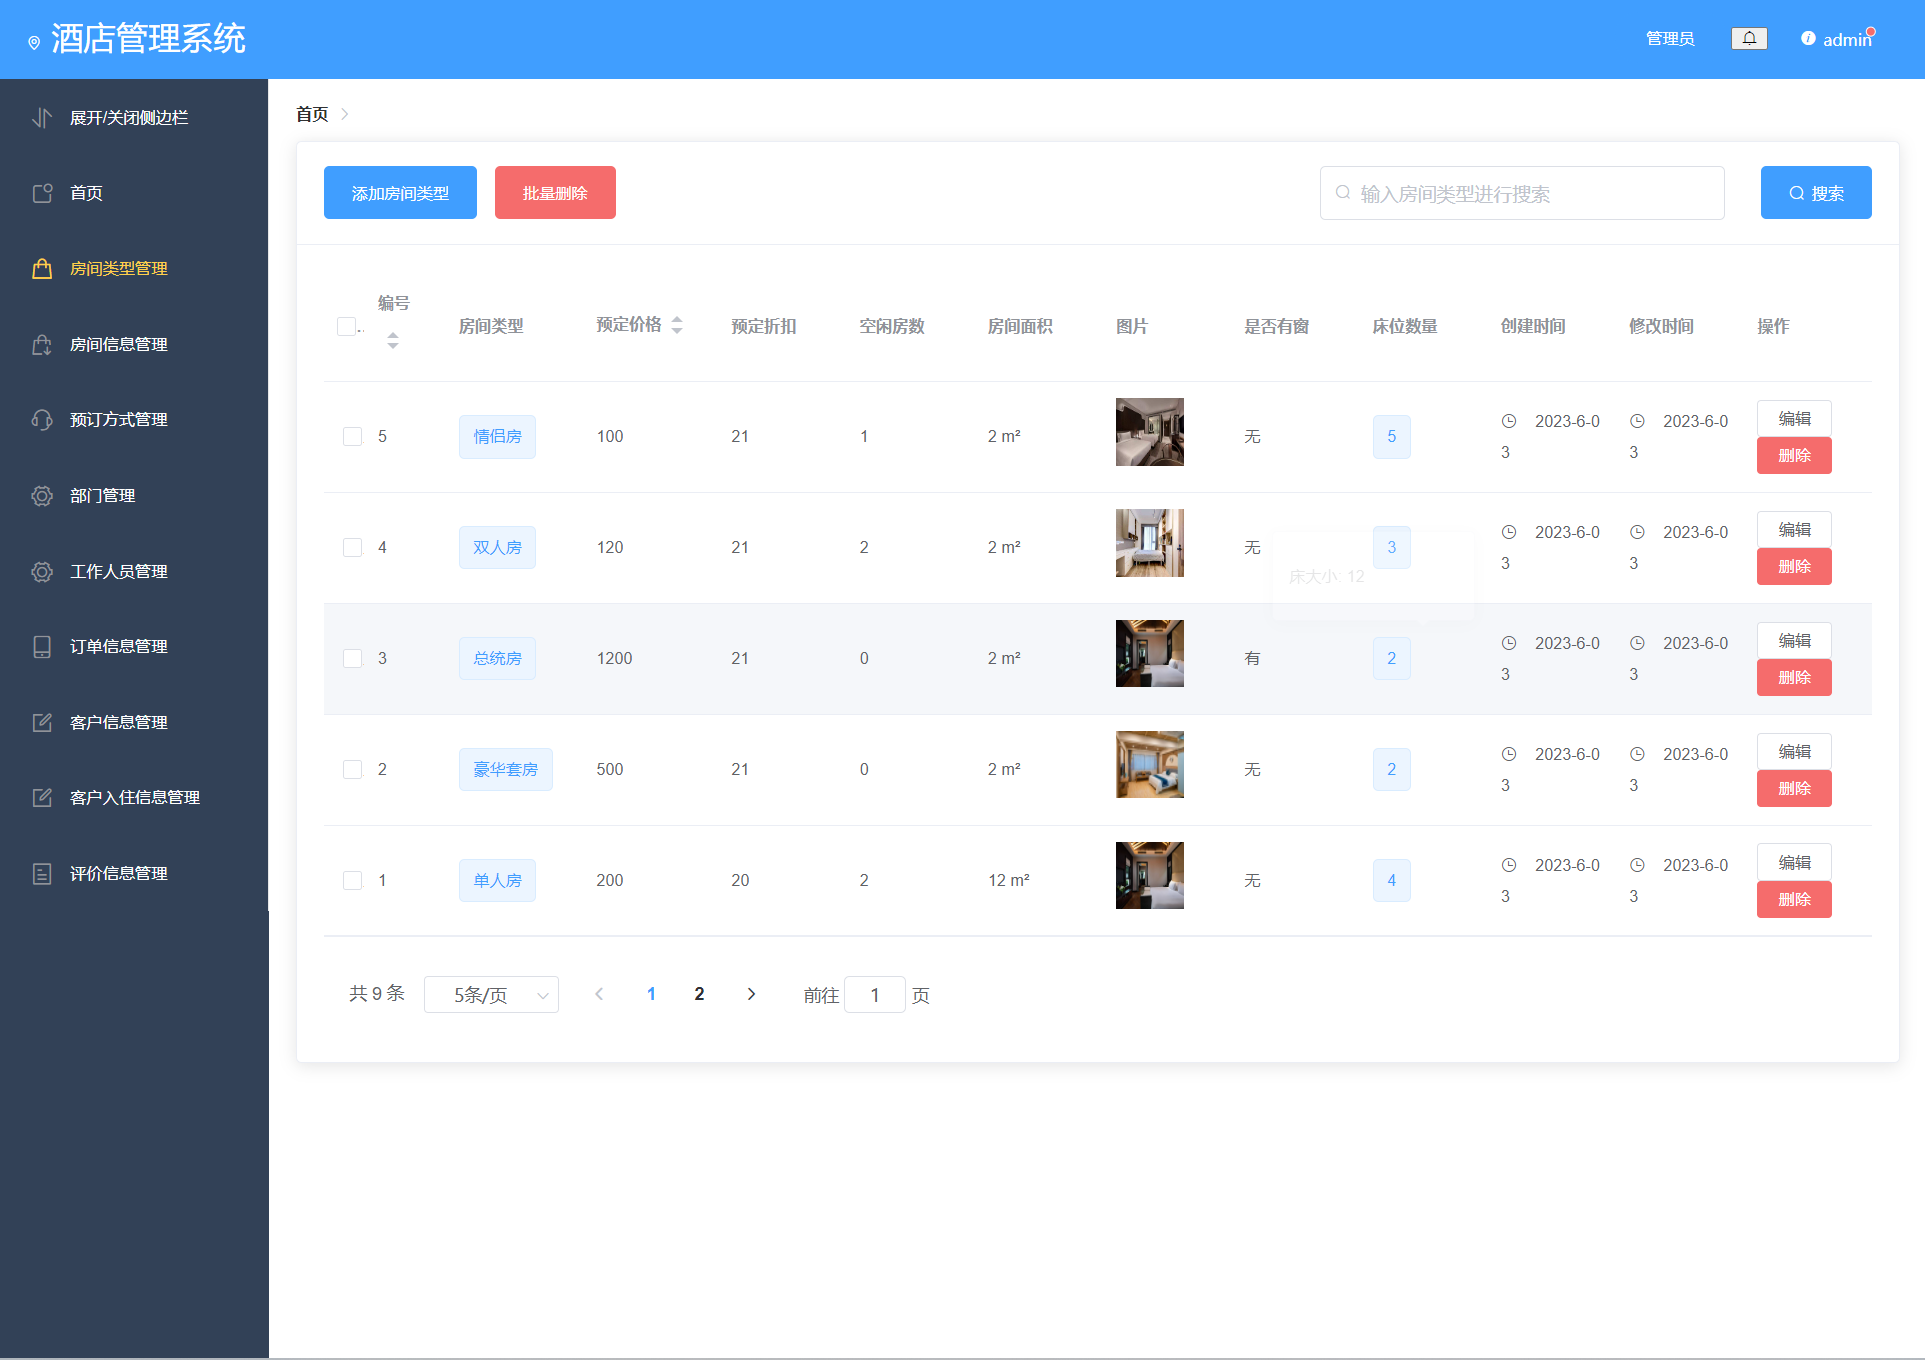 酒店管理系统
管理员
admin
展开/关闭侧边栏
首页
房间类型管理
房间信息管理
预订方式管理
部门管理
工作人员管理
订单信息管理
客户信息管理
客户入住信息管理
评价信息管理
首页
添加房间类型 批量删除 输入房间类型进行搜索 搜索
编号 房间类型 预定价格 预定折扣 空闲房数 房间面积 图片 是否有窗 床位数量 创建时间 修改时间 操作
5 情侣房 100 21 1 2 m² 无 5 2023-6-03 2023-6-03 编辑 删除
4 双人房 120 21 2 2 m² 无 3 2023-6-03 2023-6-03 编辑 删除
床大小: 12
3 总统房 1200 21 0 2 m² 有 2 2023-6-03 2023-6-03 编辑 删除
2 豪华套房 500 21 0 2 m² 无 2 2023-6-03 2023-6-03 编辑 删除
1 单人房 200 20 2 12 m² 无 4 2023-6-03 2023-6-03 编辑 删除
共 9 条 5条/页 1 2 前往 1 页